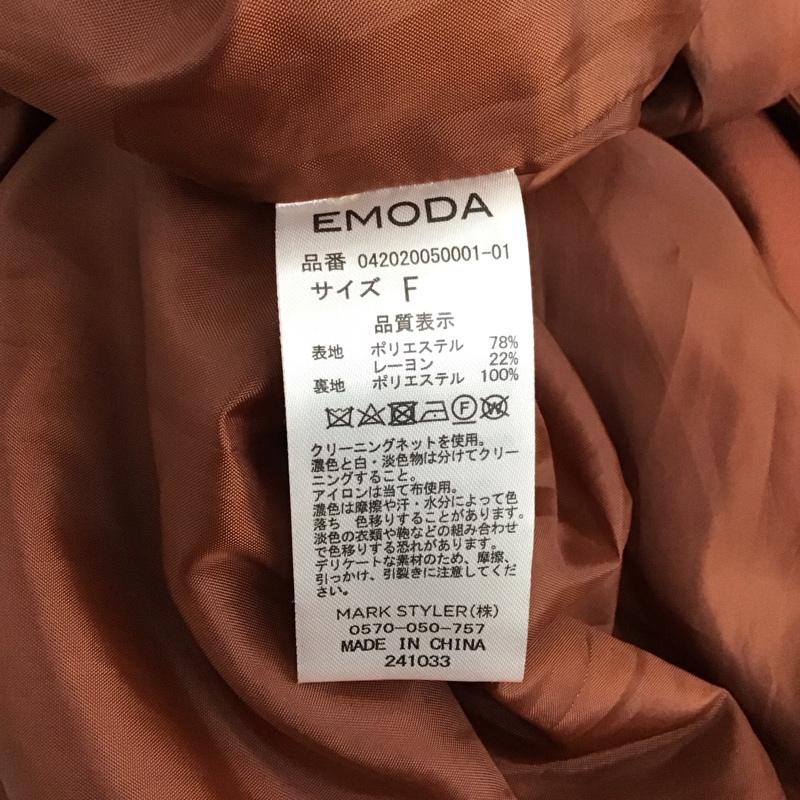 EMODA
品番 042020050001-01
サイズ F
品質表示
表地 ポリエステル 78%
レーヨン 22%
裏地 ポリエステル 100%
クリーニングネットを使用。
濃色と白・淡色物は分けてクリー
ニングすること。
アイロンは当て布使用。
濃色は摩擦や汗・水分によって色
落ち 色移りすることがあります。
淡色の衣類や鞄などの組み合わせ
で色移りする恐れがあります。
デリケートな素材のため、摩擦、
引っかけ、引裂きに注意してくだ
さい。
MARK STYLER(株)
0570-050-757
MADE IN CHINA
241033